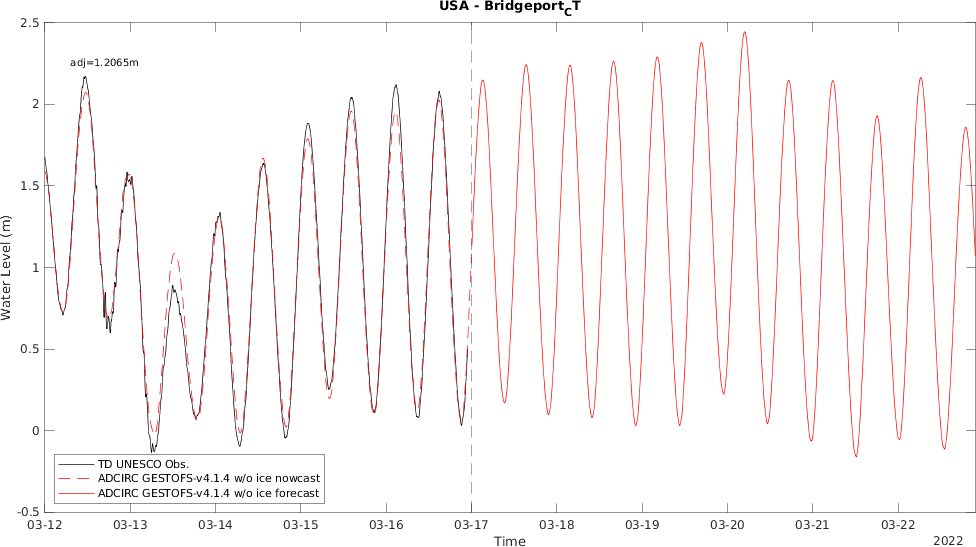 USA - Bridgeport_CT
adj=1.2065m
2.5
2
1.5
1
0.5
0
-0.5
Water Level (m)
TD UNESCO Obs.
ADCIRC GESTOFS-v4.1.4 w/o ice nowcast
ADCIRC GESTOFS-v4.1.4 w/o ice forecast
03-12 03-13 03-14 03-15 03-16 03-17 03-18 03-19 03-20 03-21 03-22
Time
2022